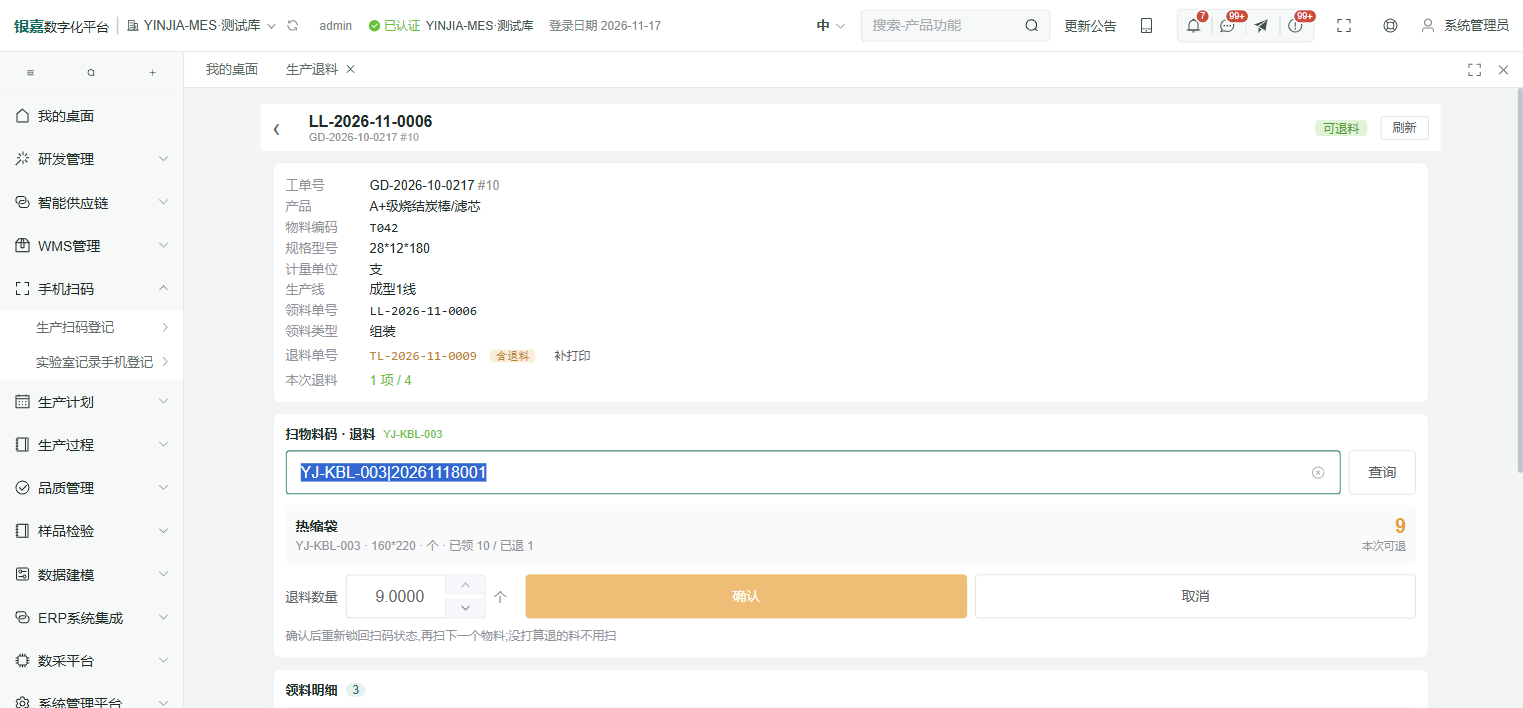 银嘉数字化平台 YINJIA-MES·测试库 admin 已认证 YINJIA-MES·测试库 登录日期 2026-11-17 中 搜索-产品功能 更新公告 7 99+ 99+ 系统管理员
我的桌面 生产退料
我的桌面
研发管理
智能供应链
WMS管理
手机扫码
生产扫码登记
实验室记录手机登记
生产计划
生产过程
品质管理
样品检验
数据建模
ERP系统集成
数采平台
系统管理平台
LL-2026-11-0006
GD-2026-10-0217 #10
可退料 刷新
工单号 GD-2026-10-0217 #10
产品 A+级烧结炭棒/滤芯
物料编码 T042
规格型号 28*12*180
计量单位 支
生产线 成型1线
领料单号 LL-2026-11-0006
领料类型 组装
退料单号 TL-2026-11-0009 含退料 补打印
本次退料 1 项 / 4
扫物料码 · 退料 YJ-KBL-003
YJ-KBL-003|20261118001 查询
热缩袋 9
YJ-KBL-003 · 160*220 · 个 · 已领 10 / 已退 1 本次可退
退料数量 9.0000 个 确认 取消
确认后重新锁回扫码状态,再扫下一个物料;没打算退的料不用扫
领料明细 3